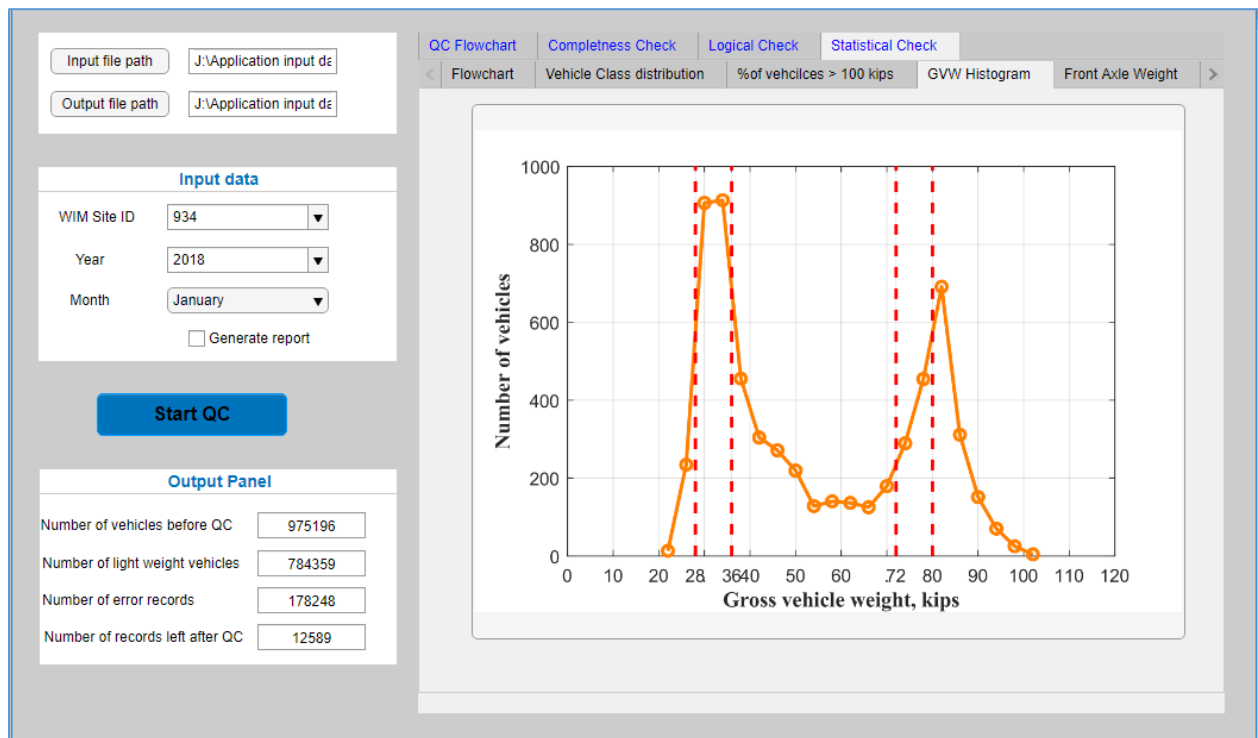 Input file path
J:\Application input da
Output file path
J:\Application input da
Input data
WIM Site ID
934
Year
2018
Month
January
Generate report
Start QC
Output Panel
Number of vehicles before QC
975196
Number of light weight vehicles
784359
Number of error records
178248
Number of records left after QC
12589
QC Flowchart
Completness Check
Logical Check
Statistical Check
<
Flowchart
Vehicle Class distribution
%of vehcilces > 100 kips
GVW Histogram
Front Axle Weight
>
Number of vehicles
1000
800
600
400
200
0
0 10 20 28 36 40 50 60 72 80 90 100 110 120
Gross vehicle weight, kips